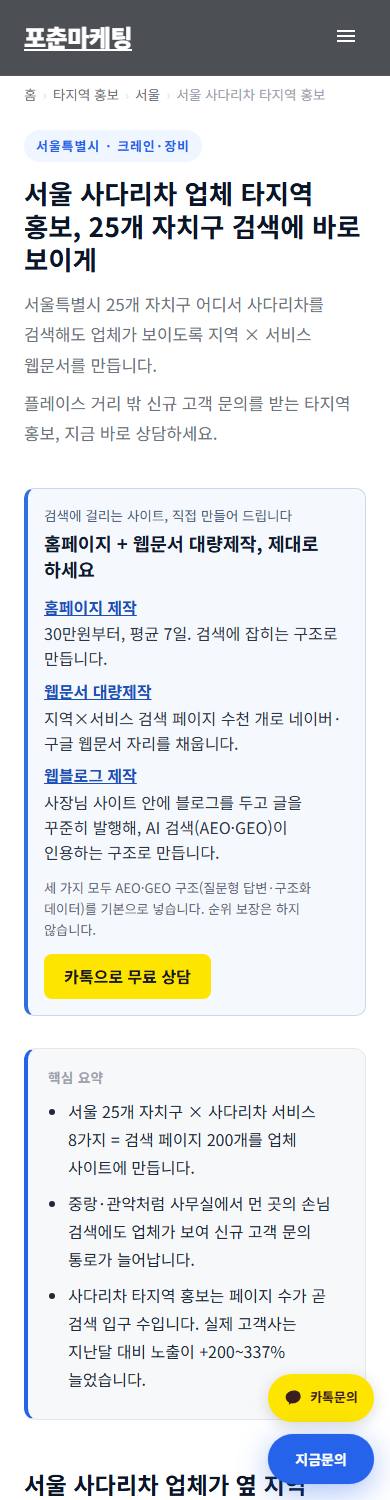 포춘마케팅
홈 › 타지역 홍보 › 서울 › 서울 사다리차 타지역 홍보
서울특별시 · 크레인·장비
서울 사다리차 업체 타지역
홍보, 25개 자치구 검색에 바로
보이게
서울특별시 25개 자치구 어디서 사다리차를
검색해도 업체가 보이도록 지역 × 서비스
웹문서를 만듭니다.
플레이스 거리 밖 신규 고객 문의를 받는 타지역
홍보, 지금 바로 상담하세요.
검색에 걸리는 사이트, 직접 만들어 드립니다
홈페이지 + 웹문서 대량제작, 제대로
하세요
홈페이지 제작
30만원부터, 평균 7일. 검색에 잡히는 구조로
만듭니다.
웹문서 대량제작
지역×서비스 검색 페이지 수천 개로 네이버·
구글 웹문서 자리를 채웁니다.
웹블로그 제작
사장님 사이트 안에 블로그를 두고 글을
꾸준히 발행해, AI 검색(AEO·GEO)이
인용하는 구조로 만듭니다.
세 가지 모두 AEO·GEO 구조(질문형 답변·구조화
데이터)를 기본으로 넣습니다. 순위 보장은 하지
않습니다.
카톡으로 무료 상담
핵심 요약
• 서울 25개 자치구 × 사다리차 서비스
8가지 = 검색 페이지 200개를 업체
사이트에 만듭니다.
• 중랑·관악처럼 사무실에서 먼 곳의 손님
검색에도 업체가 보여 신규 고객 문의
통로가 늘어납니다.
• 사다리차 타지역 홍보는 페이지 수가 곧
검색 입구 수입니다. 실제 고객사는
지난달 대비 노출이 +200~337%
늘었습니다.
카톡문의
지금문의
서울 사다리차 업체가 옆 지역